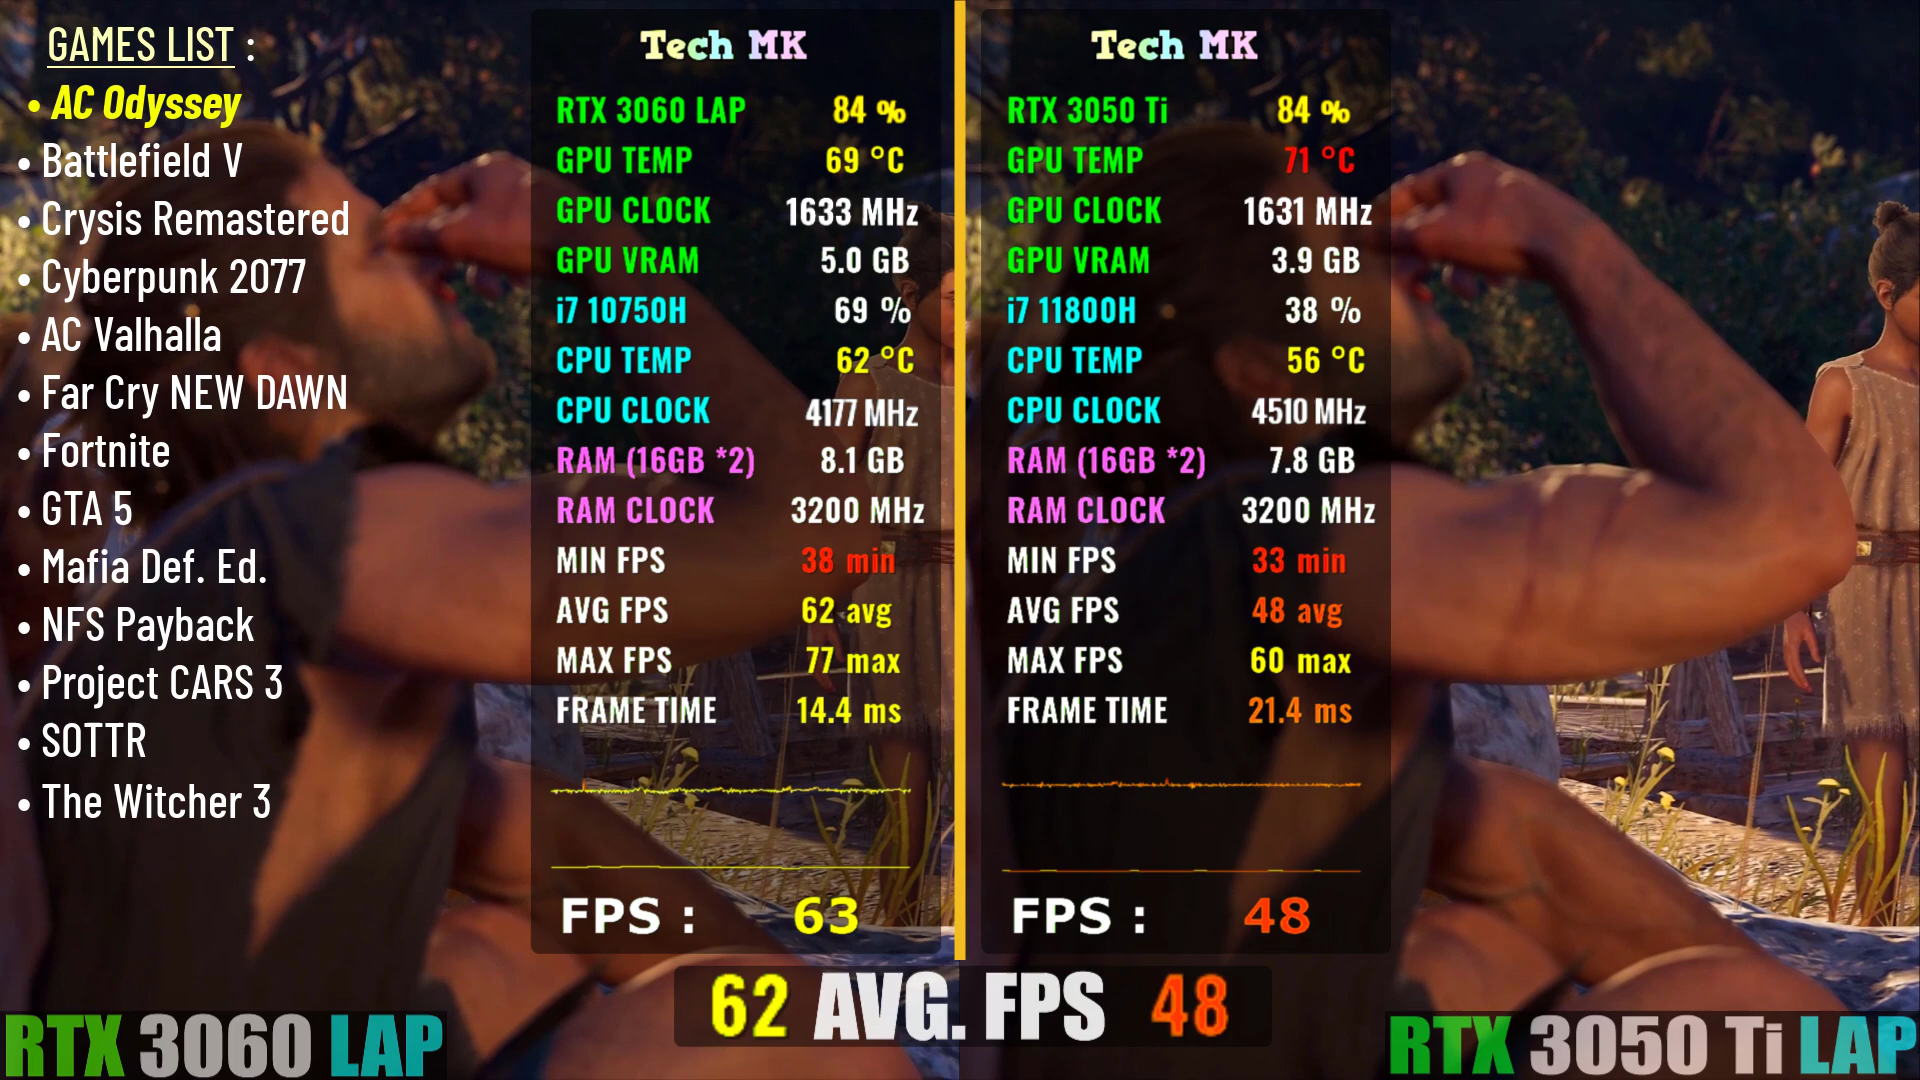 GAMES LIST :
• AC Odyssey
• Battlefield V
• Crysis Remastered
• Cyberpunk 2077
• AC Valhalla
• Far Cry NEW DAWN
• Fortnite
• GTA 5
• Mafia Def. Ed.
• NFS Payback
• Project CARS 3
• SOTTR
• The Witcher 3
Tech MK
RTX 3060 LAP 84 %
GPU TEMP 69 °C
GPU CLOCK 1633 MHz
GPU VRAM 5.0 GB
i7 10750H 69 %
CPU TEMP 62 °C
CPU CLOCK 4177 MHz
RAM (16GB *2) 8.1 GB
RAM CLOCK 3200 MHz
MIN FPS 38 min
AVG FPS 62 avg
MAX FPS 77 max
FRAME TIME 14.4 ms
FPS : 63
Tech MK
RTX 3050 Ti 84 %
GPU TEMP 71 °C
GPU CLOCK 1631 MHz
GPU VRAM 3.9 GB
i7 11800H 38 %
CPU TEMP 56 °C
CPU CLOCK 4510 MHz
RAM (16GB *2) 7.8 GB
RAM CLOCK 3200 MHz
MIN FPS 33 min
AVG FPS 48 avg
MAX FPS 60 max
FRAME TIME 21.4 ms
FPS : 48
62 AVG. FPS 48
RTX 3060 LAP
RTX 3050 Ti LAP